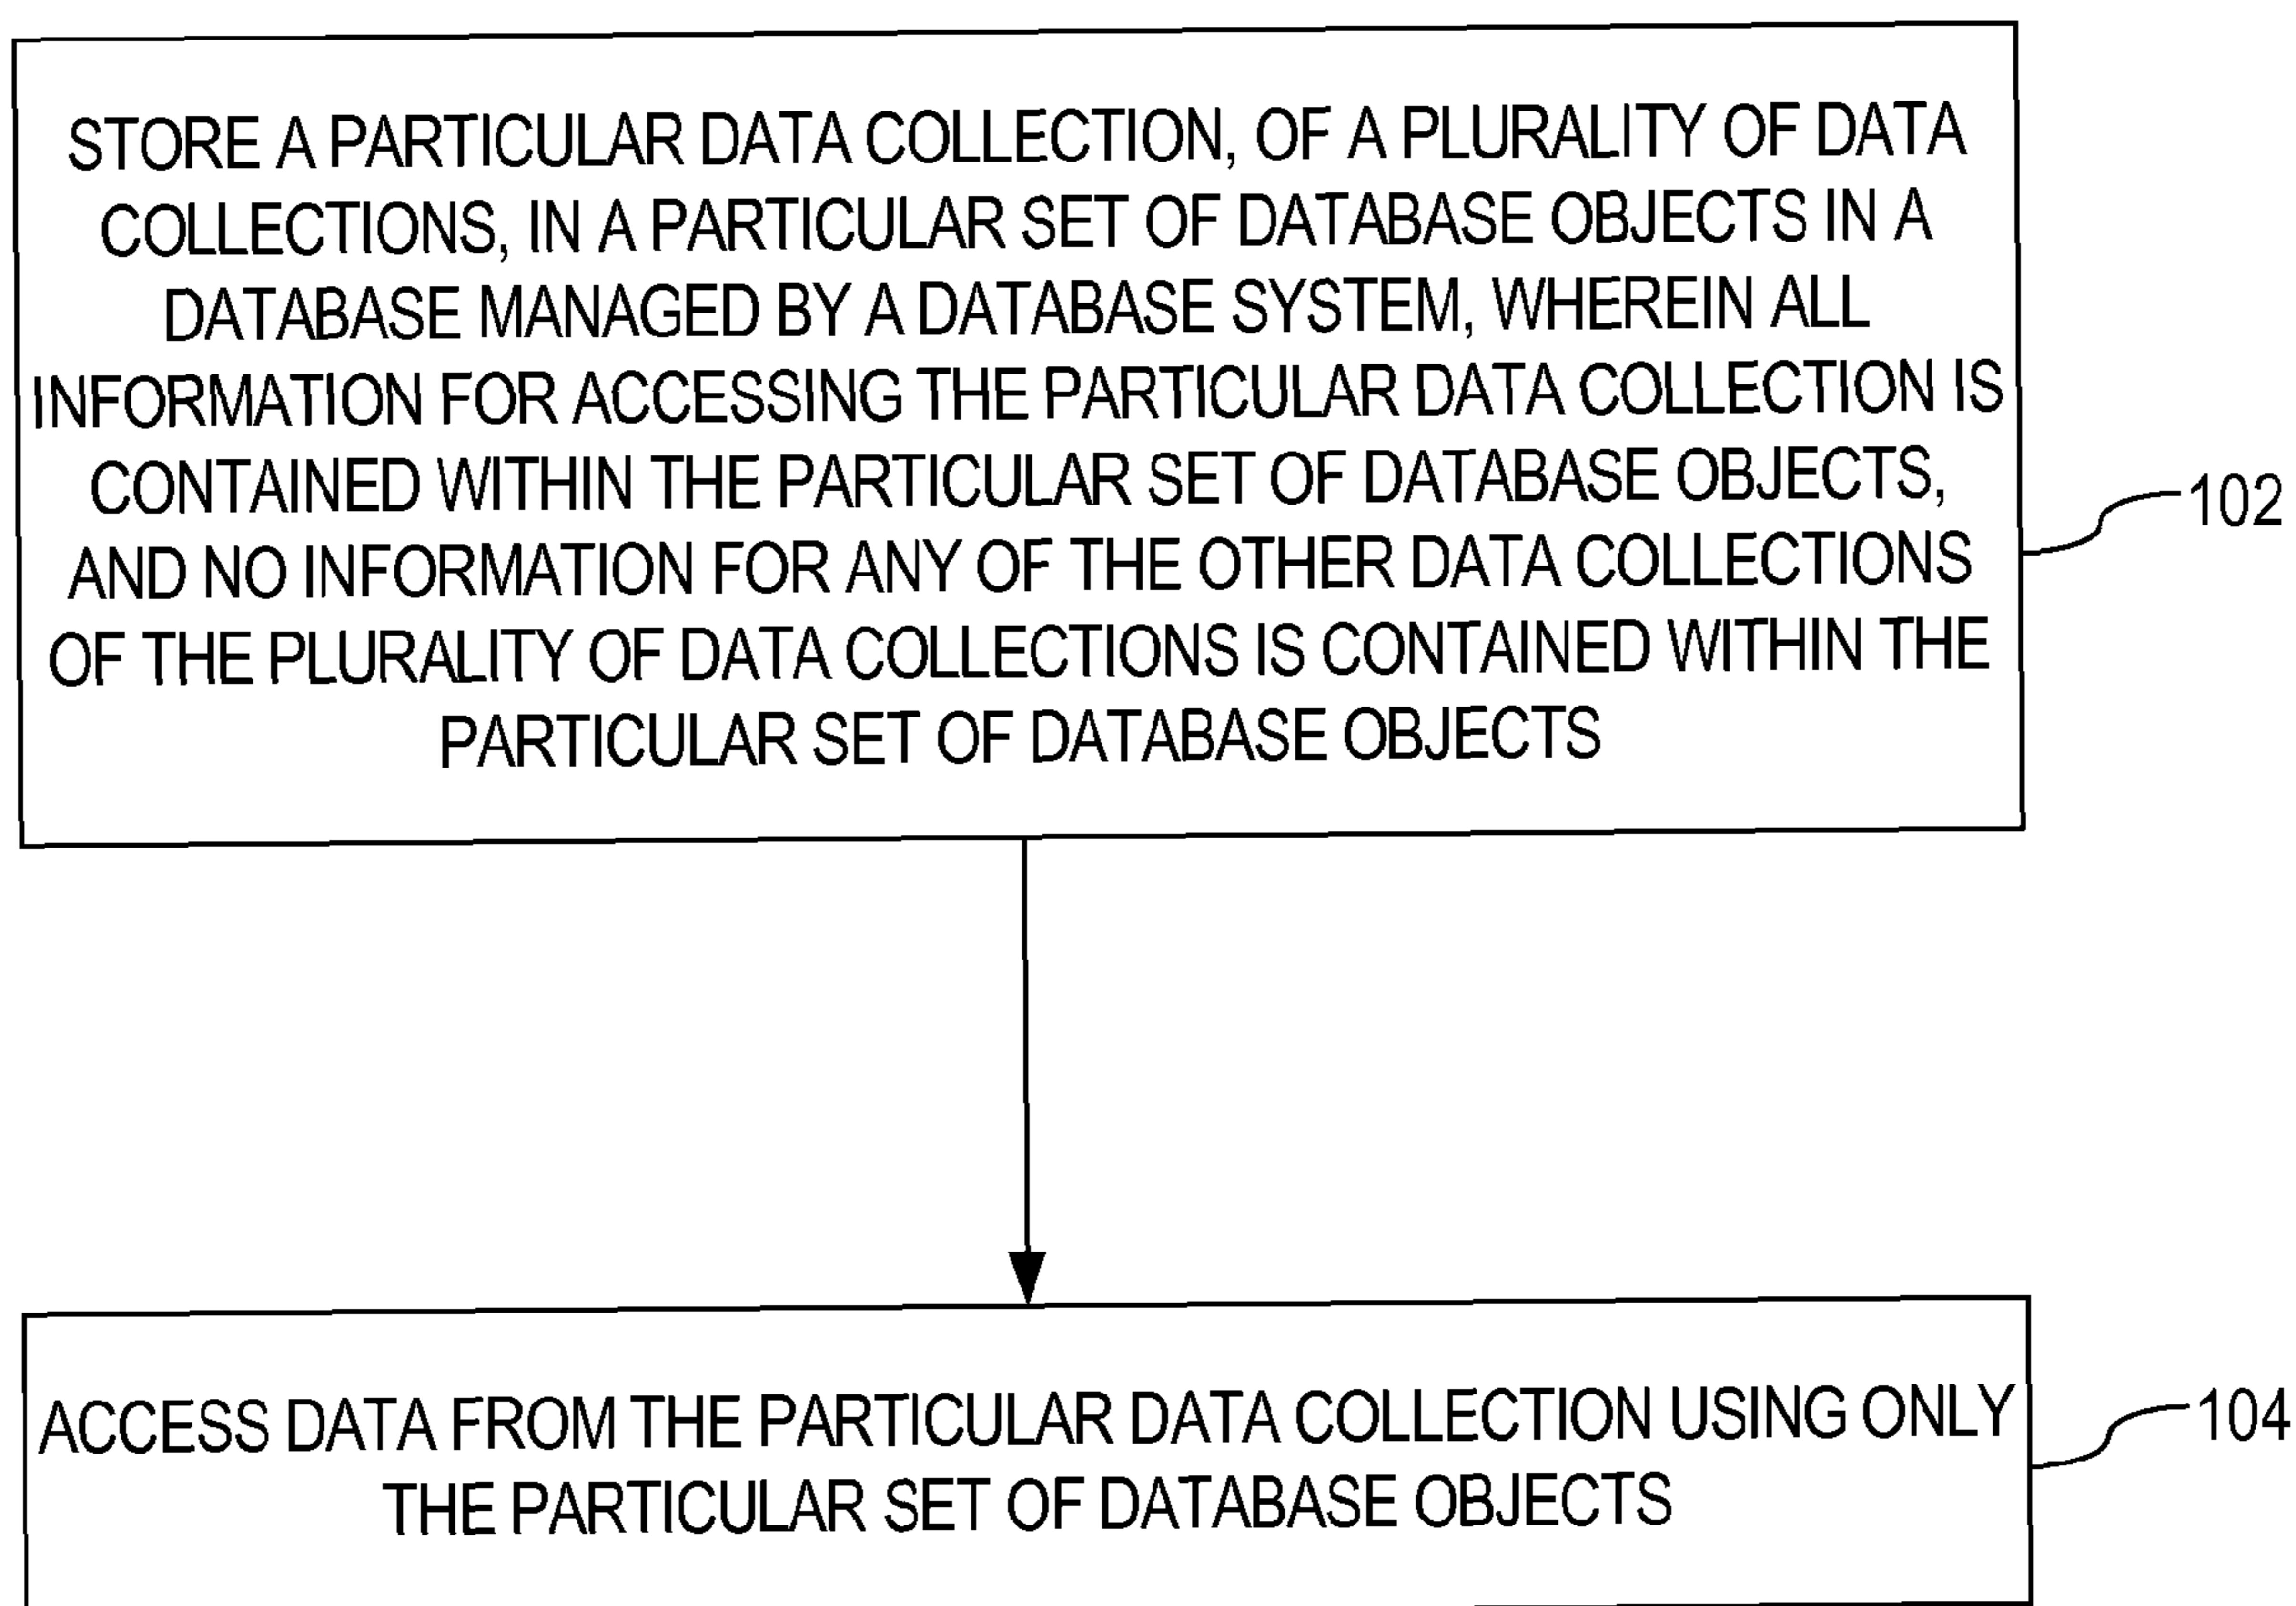 STORE A PARTICULAR DATA COLLECTION, OF A PLURALITY OF DATA
COLLECTIONS, IN A PARTICULAR SET OF DATABASE OBJECTS IN A
DATABASE MANAGED BY A DATABASE SYSTEM, WHEREIN ALL
INFORMATION FOR ACCESSING THE PARTICULAR DATA COLLECTION IS
CONTAINED WITHIN THE PARTICULAR SET OF DATABASE OBJECTS,
AND NO INFORMATION FOR ANY OF THE OTHER DATA COLLECTIONS
OF THE PLURALITY OF DATA COLLECTIONS IS CONTAINED WITHIN THE
PARTICULAR SET OF DATABASE OBJECTS
102
ACCESS DATA FROM THE PARTICULAR DATA COLLECTION USING ONLY
THE PARTICULAR SET OF DATABASE OBJECTS
104